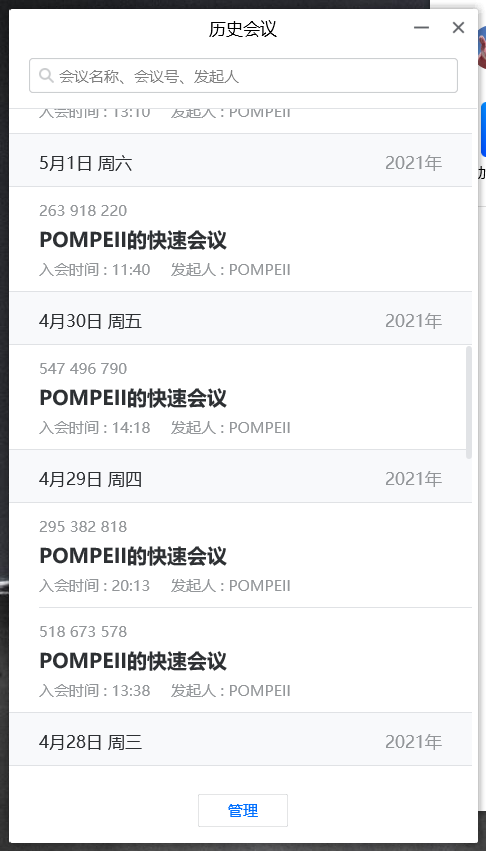 历史会议
会议名称、会议号、发起人
入会时间 : 13:10 发起人 : POMPEII
5月1日 周六 2021年
263 918 220
POMPEII的快速会议
入会时间 : 11:40 发起人 : POMPEII
4月30日 周五 2021年
547 496 790
POMPEII的快速会议
入会时间 : 14:18 发起人 : POMPEII
4月29日 周四 2021年
295 382 818
POMPEII的快速会议
入会时间 : 20:13 发起人 : POMPEII
518 673 578
POMPEII的快速会议
入会时间 : 13:38 发起人 : POMPEII
4月28日 周三 2021年
管理